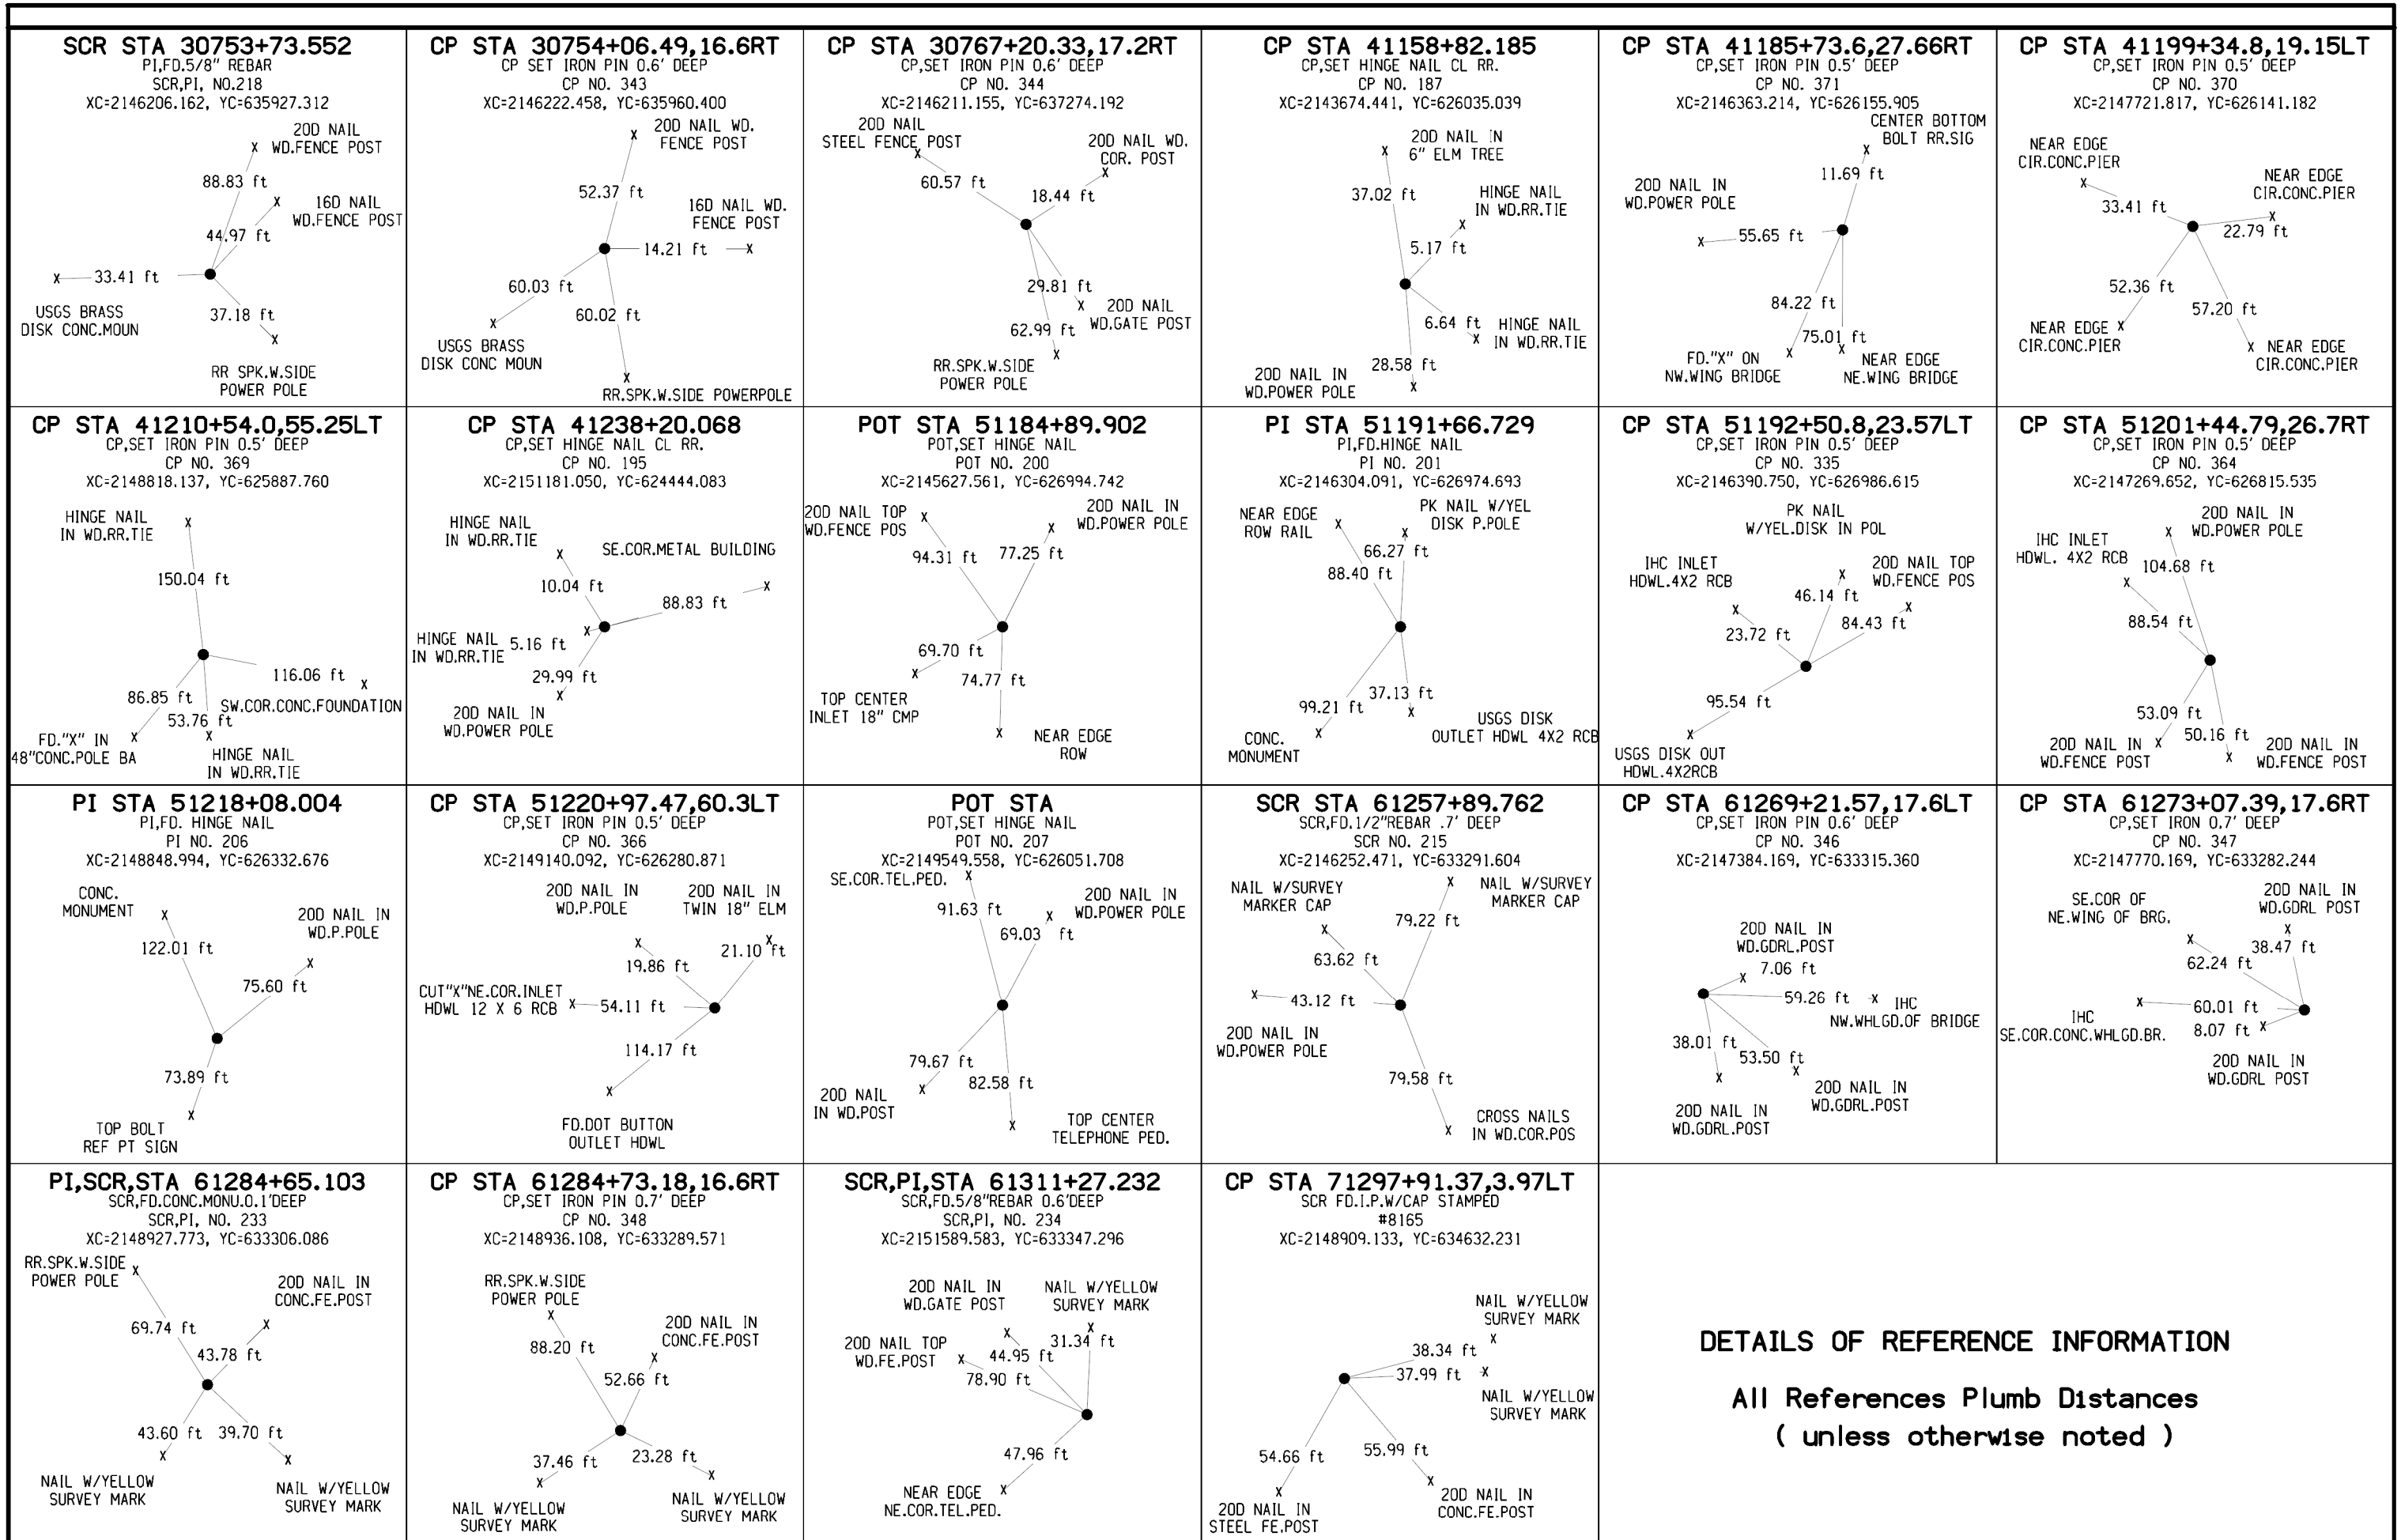 SCR STA 30753+73.552
PI,FD.5/8" REBAR
SCR,PI, NO.218
XC=2146206.162, YC=635927.312
20D NAIL
WD.FENCE POST
88.83 ft
16D NAIL
WD.FENCE POST
44.97 ft
33.41 ft
USGS BRASS
DISK CONC.MOUN
37.18 ft
RR SPK.W.SIDE
POWER POLE
CP STA 30754+06.49,16.6RT
CP SET IRON PIN 0.6' DEEP
CP NO. 343
XC=2146222.458, YC=635960.400
20D NAIL WD.
FENCE POST
52.37 ft
16D NAIL WD.
FENCE POST
14.21 ft
60.03 ft
60.02 ft
USGS BRASS
DISK CONC MOUN
RR.SPK.W.SIDE POWERPOLE
CP STA 30767+20.33,17.2RT
CP,SET IRON PIN 0.6' DEEP
CP NO. 344
XC=2146211.155, YC=637274.192
20D NAIL
STEEL FENCE POST
20D NAIL WD.
COR. POST
60.57 ft
18.44 ft
29.81 ft
20D NAIL
WD.GATE POST
62.99 ft
RR.SPK.W.SIDE
POWER POLE
CP STA 41158+82.185
CP,SET HINGE NAIL CL RR.
CP NO. 187
XC=2143674.441, YC=626035.039
20D NAIL IN
6" ELM TREE
37.02 ft
HINGE NAIL
IN WD.RR.TIE
5.17 ft
6.64 ft
HINGE NAIL
IN WD.RR.TIE
28.58 ft
20D NAIL IN
WD.POWER POLE
CP STA 41185+73.6,27.66RT
CP,SET IRON PIN 0.5' DEEP
CP NO. 371
XC=2146363.214, YC=626155.905
CENTER BOTTOM
BOLT RR.SIG
11.69 ft
20D NAIL IN
WD.POWER POLE
55.65 ft
84.22 ft
75.01 ft
FD."X" ON
NW.WING BRIDGE
NEAR EDGE
NE.WING BRIDGE
CP STA 41199+34.8,19.15LT
CP,SET IRON PIN 0.5' DEEP
CP NO. 370
XC=2147721.817, YC=626141.182
NEAR EDGE
CIR.CONC.PIER
NEAR EDGE
CIR.CONC.PIER
33.41 ft
22.79 ft
52.36 ft
57.20 ft
NEAR EDGE
CIR.CONC.PIER
NEAR EDGE
CIR.CONC.PIER
CP STA 41210+54.0,55.25LT
CP,SET IRON PIN 0.5' DEEP
CP NO. 369
XC=2148818.137, YC=625887.760
HINGE NAIL
IN WD.RR.TIE
150.04 ft
116.06 ft
86.85 ft
SW.COR.CONC.FOUNDATION
53.76 ft
FD."X" IN
48"CONC.POLE BA
HINGE NAIL
IN WD.RR.TIE
CP STA 41238+20.068
CP,SET HINGE NAIL CL RR.
CP NO. 195
XC=2151181.050, YC=624444.083
HINGE NAIL
IN WD.RR.TIE
SE.COR.METAL BUILDING
10.04 ft
88.83 ft
HINGE NAIL
IN WD.RR.TIE
5.16 ft
29.99 ft
20D NAIL IN
WD.POWER POLE
POT STA 51184+89.902
POT,SET HINGE NAIL
POT NO. 200
XC=2145627.561, YC=626994.742
20D NAIL TOP
WD.FENCE POS
20D NAIL IN
WD.POWER POLE
94.31 ft
77.25 ft
69.70 ft
74.77 ft
TOP CENTER
INLET 18" CMP
NEAR EDGE
ROW
PI STA 51191+66.729
PI,FD.HINGE NAIL
PI NO. 201
XC=2146304.091, YC=626974.693
NEAR EDGE
ROW RAIL
PK NAIL W/YEL
DISK P.POLE
66.27 ft
88.40 ft
99.21 ft
37.13 ft
CONC.
MONUMENT
USGS DISK
OUTLET HDWL 4X2 RCB
CP STA 51192+50.8,23.57LT
CP,SET IRON PIN 0.5' DEEP
CP NO. 335
XC=2146390.750, YC=626986.615
PK NAIL
W/YEL.DISK IN POL
IHC INLET
HDWL.4X2 RCB
20D NAIL TOP
WD.FENCE POS
46.14 ft
23.72 ft
84.43 ft
95.54 ft
USGS DISK OUT
HDWL.4X2RCB
CP STA 51201+44.79,26.7RT
CP,SET IRON PIN 0.5' DEEP
CP NO. 364
XC=2147269.652, YC=626815.535
20D NAIL IN
WD.POWER POLE
IHC INLET
HDWL. 4X2 RCB
104.68 ft
88.54 ft
53.09 ft
50.16 ft
20D NAIL IN
WD.FENCE POST
20D NAIL IN
WD.FENCE POST
PI STA 51218+08.004
PI,FD. HINGE NAIL
PI NO. 206
XC=2148848.994, YC=626332.676
CONC.
MONUMENT
20D NAIL IN
WD.P.POLE
122.01 ft
75.60 ft
73.89 ft
TOP BOLT
REF PT SIGN
CP STA 51220+97.47,60.3LT
CP,SET IRON PIN 0.5' DEEP
CP NO. 366
XC=2149140.092, YC=626280.871
20D NAIL IN
WD.P.POLE
20D NAIL IN
TWIN 18" ELM
21.10 ft
19.86 ft
CUT"X"NE.COR.INLET
HDWL 12 X 6 RCB
54.11 ft
114.17 ft
FD.DOT BUTTON
OUTLET HDWL
POT STA
POT,SET HINGE NAIL
POT NO. 207
XC=2149549.558, YC=626051.708
SE.COR.TEL.PED.
20D NAIL IN
WD.POWER POLE
91.63 ft
69.03 ft
79.67 ft
82.58 ft
20D NAIL
IN WD.POST
TOP CENTER
TELEPHONE PED.
SCR STA 61257+89.762
SCR,FD.1/2"REBAR .7' DEEP
SCR NO. 215
XC=2146252.471, YC=633291.604
NAIL W/SURVEY
MARKER CAP
NAIL W/SURVEY
MARKER CAP
79.22 ft
63.62 ft
43.12 ft
20D NAIL IN
WD.POWER POLE
79.58 ft
CROSS NAILS
IN WD.COR.POS
CP STA 61269+21.57,17.6LT
CP,SET IRON PIN 0.6' DEEP
CP NO. 346
XC=2147384.169, YC=633315.360
20D NAIL IN
WD.GDRL.POST
7.06 ft
59.26 ft
IHC
NW.WHLGD.OF BRIDGE
38.01 ft
53.50 ft
20D NAIL IN
WD.GDRL.POST
20D NAIL IN
WD.GDRL.POST
CP STA 61273+07.39,17.6RT
CP,SET IRON 0.7' DEEP
CP NO. 347
XC=2147770.169, YC=633282.244
SE.COR OF
NE.WING OF BRG.
20D NAIL IN
WD.GDRL POST
38.47 ft
62.24 ft
60.01 ft
IHC
SE.COR.CONC.WHLGD.BR.
8.07 ft
20D NAIL IN
WD.GDRL POST
PI,SCR,STA 61284+65.103
SCR,FD.CONC.MONU.0.1'DEEP
SCR,PI, NO. 233
XC=2148927.773, YC=633306.086
RR.SPK.W.SIDE
POWER POLE
20D NAIL IN
CONC.FE.POST
69.74 ft
43.78 ft
43.60 ft
39.70 ft
NAIL W/YELLOW
SURVEY MARK
NAIL W/YELLOW
SURVEY MARK
CP STA 61284+73.18,16.6RT
CP,SET IRON PIN 0.7' DEEP
CP NO. 348
XC=2148936.108, YC=633289.571
RR.SPK.W.SIDE
POWER POLE
20D NAIL IN
CONC.FE.POST
88.20 ft
52.66 ft
37.46 ft
23.28 ft
NAIL W/YELLOW
SURVEY MARK
NAIL W/YELLOW
SURVEY MARK
SCR,PI,STA 61311+27.232
SCR,FD.5/8"REBAR 0.6'DEEP
SCR,PI, NO. 234
XC=2151589.583, YC=633347.296
20D NAIL IN
WD.GATE POST
NAIL W/YELLOW
SURVEY MARK
31.34 ft
20D NAIL TOP
WD.FE.POST
44.95 ft
78.90 ft
47.96 ft
NEAR EDGE
NE.COR.TEL.PED.
CP STA 71297+91.37,3.97LT
SCR FD.I.P.W/CAP STAMPED
#8165
XC=2148909.133, YC=634632.231
NAIL W/YELLOW
SURVEY MARK
38.34 ft
37.99 ft
NAIL W/YELLOW
SURVEY MARK
54.66 ft
55.99 ft
20D NAIL IN
STEEL FE.POST
20D NAIL IN
CONC.FE.POST
DETAILS OF REFERENCE INFORMATION
All References Plumb Distances
( unless otherwise noted )